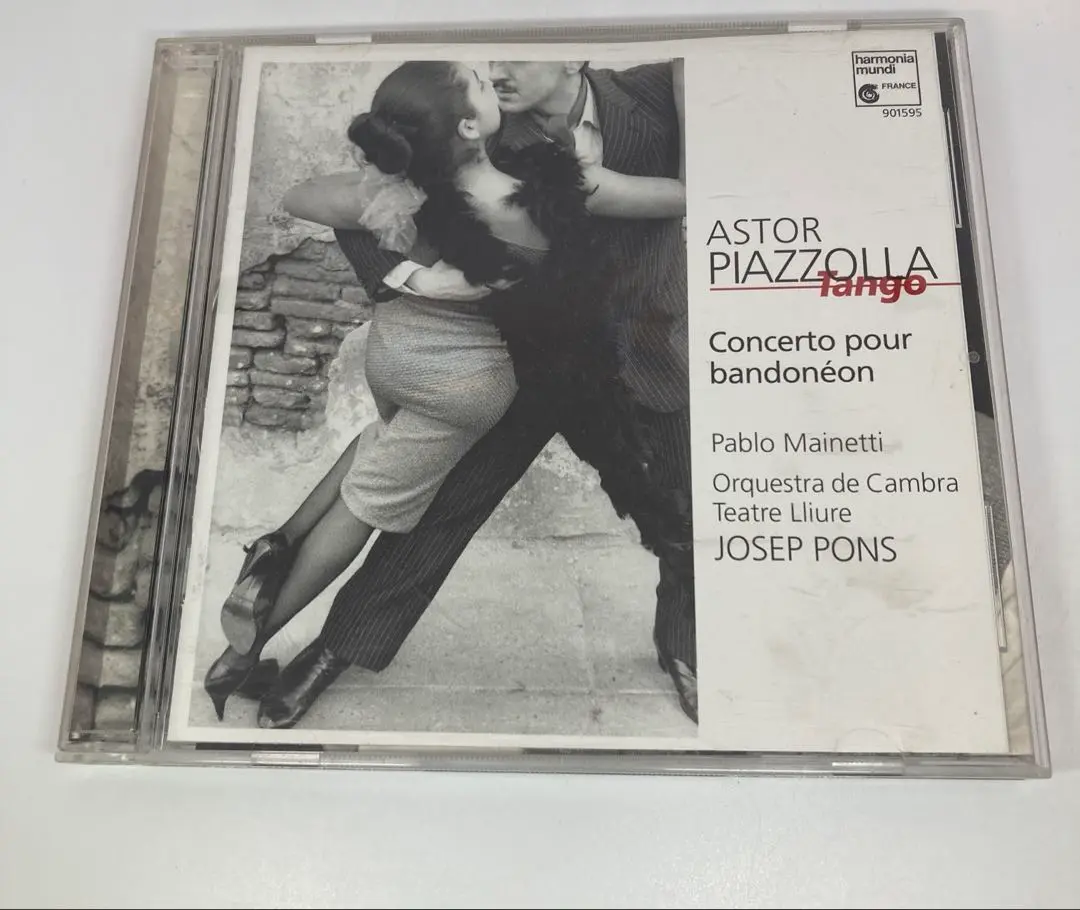 harmonia
mundi
FRANCE
901595
ASTOR
PIAZZOLLA
Tango
Concerto pour
bandonéon
Pablo Mainetti
Orquestra de Cambra
Teatre Lliure
JOSEP PONS